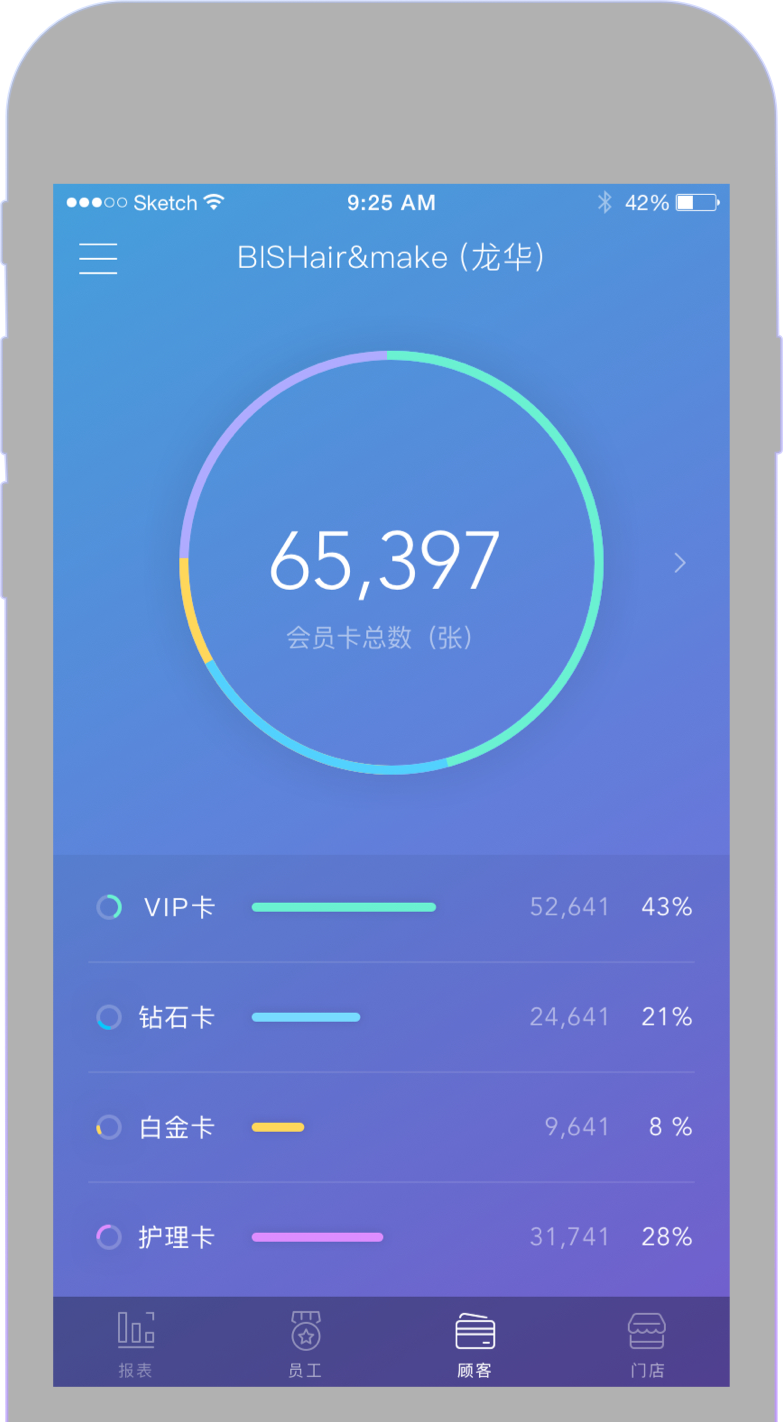 Sketch 9:25 AM 42%
BISHair&make (龙华)
65,397
会员卡总数 (张)
VIP卡 52,641 43%
钻石卡 24,641 21%
白金卡 9,641 8 %
护理卡 31,741 28%
报表 员工 顾客 门店